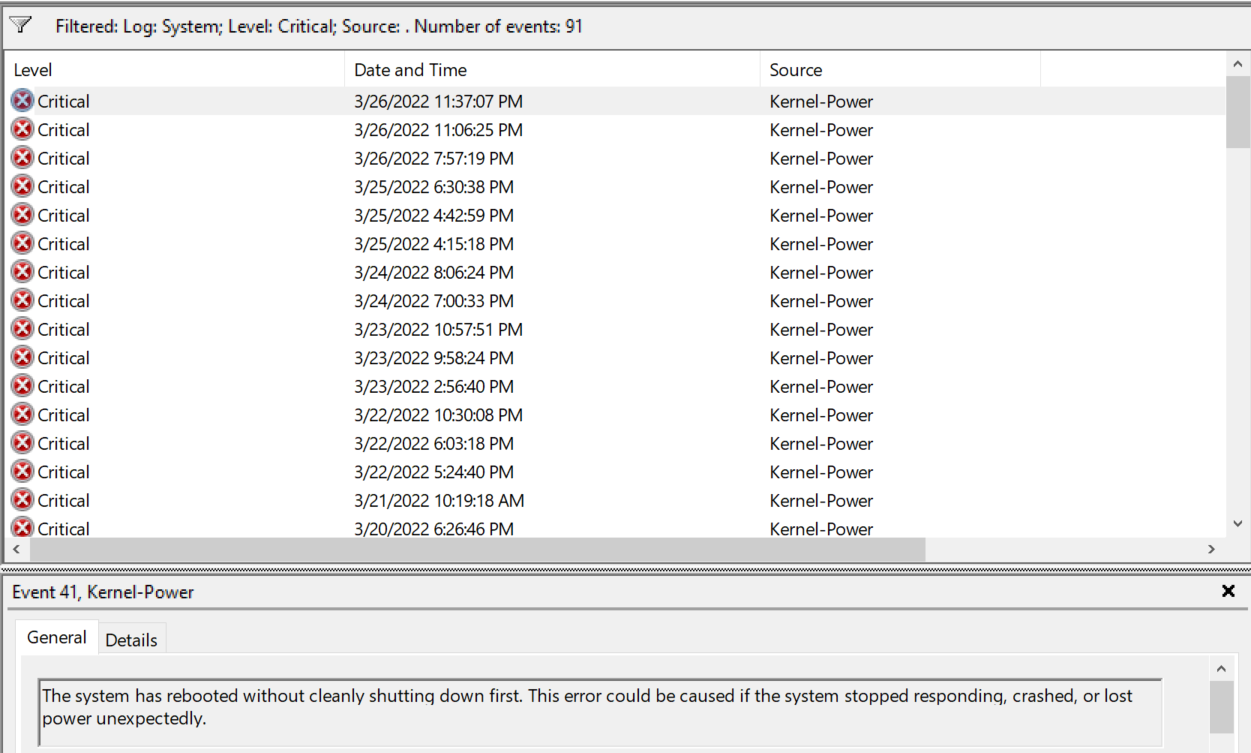 Filtered: Log: System; Level: Critical; Source: . Number of events: 91
Level Date and Time Source
Critical 3/26/2022 11:37:07 PM Kernel-Power
Critical 3/26/2022 11:06:25 PM Kernel-Power
Critical 3/26/2022 7:57:19 PM Kernel-Power
Critical 3/25/2022 6:30:38 PM Kernel-Power
Critical 3/25/2022 4:42:59 PM Kernel-Power
Critical 3/25/2022 4:15:18 PM Kernel-Power
Critical 3/24/2022 8:06:24 PM Kernel-Power
Critical 3/24/2022 7:00:33 PM Kernel-Power
Critical 3/23/2022 10:57:51 PM Kernel-Power
Critical 3/23/2022 9:58:24 PM Kernel-Power
Critical 3/23/2022 2:56:40 PM Kernel-Power
Critical 3/22/2022 10:30:08 PM Kernel-Power
Critical 3/22/2022 6:03:18 PM Kernel-Power
Critical 3/22/2022 5:24:40 PM Kernel-Power
Critical 3/21/2022 10:19:18 AM Kernel-Power
Critical 3/20/2022 6:26:46 PM Kernel-Power
Event 41, Kernel-Power
General Details
The system has rebooted without cleanly shutting down first. This error could be caused if the system stopped responding, crashed, or lost
power unexpectedly.